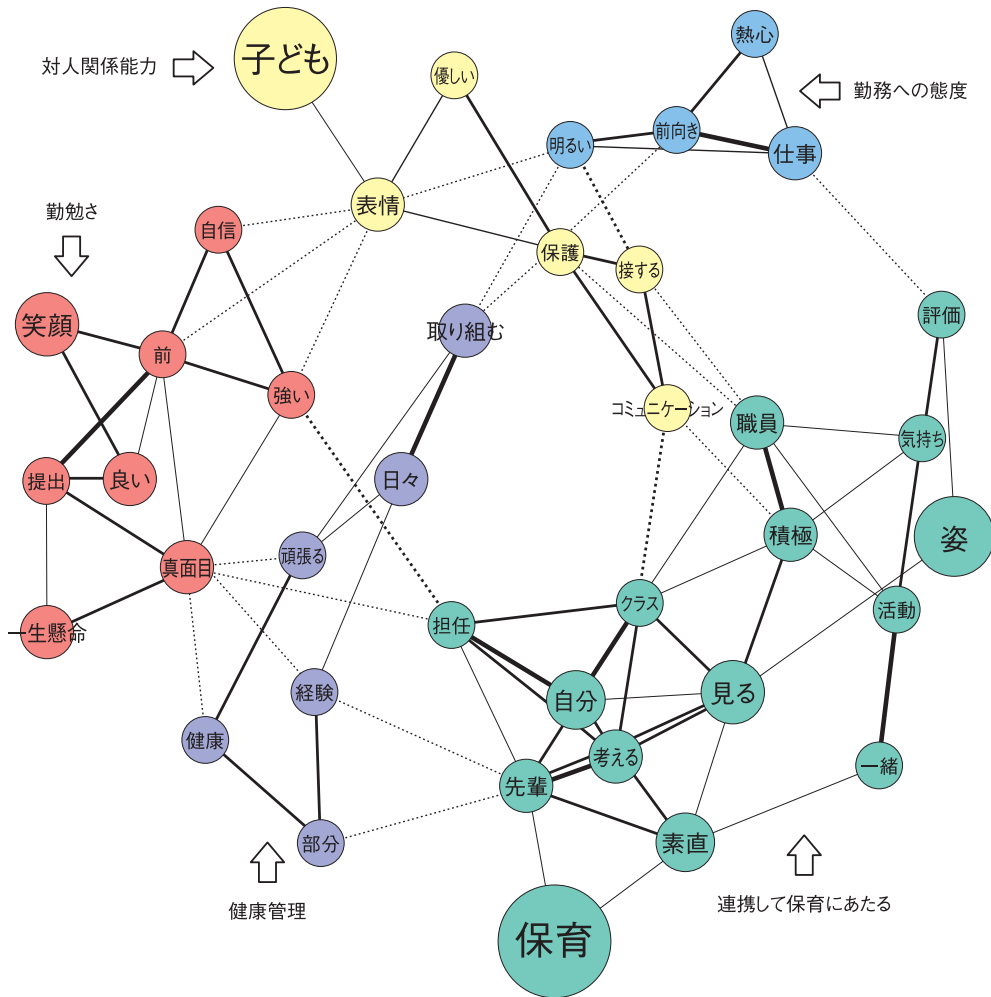 子ども
熱心
対人関係能力
優しい
勤務への態度
前向き
明るい
仕事
勤勉さ
表情
自信
保護
接する
笑顔
取り組む
評価
前
強い
コミュニケーション
職員
気持ち
提出
良い
日々
積極
姿
頑張る
真面目
クラス
活動
担任
一生懸命
経験
自分
見る
健康
考える
一緒
先輩
部分
素直
健康管理
連携して保育にあたる
保育